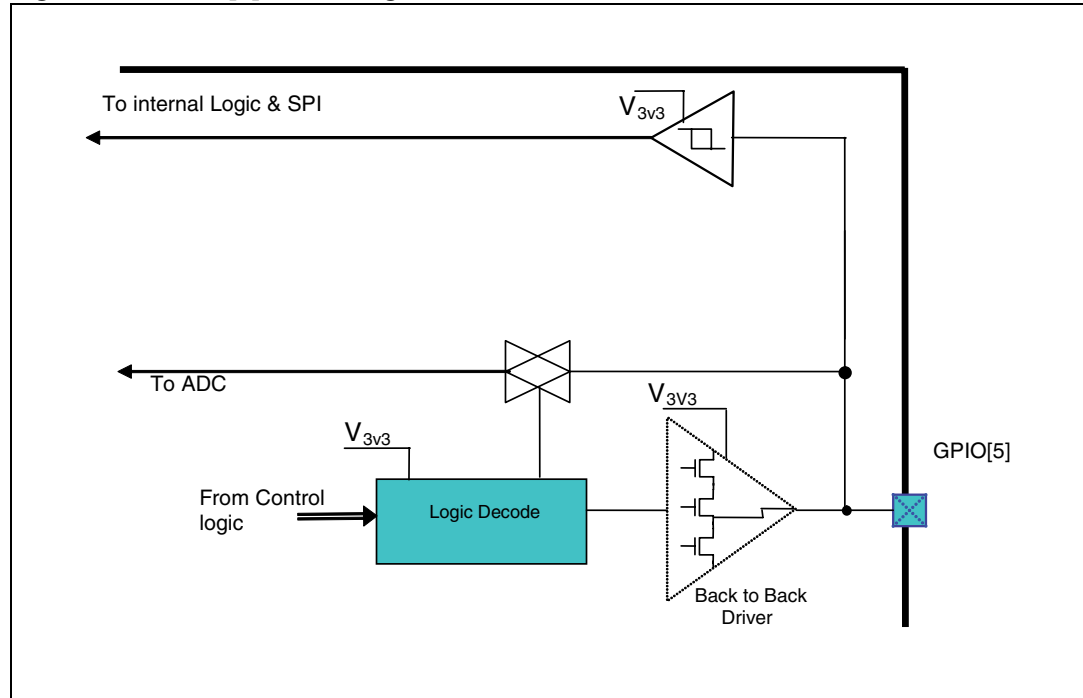 To internal Logic & SPI
V3v3
To ADC
V3V3
V3v3
GPIO[5]
From Control
logic
Logic Decode
Back to Back
Driver